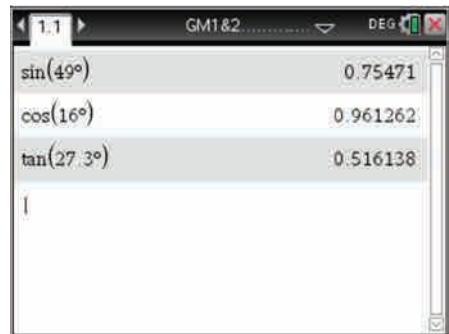 1.1 GM1&2 DEG
sin(49°) 0.75471
cos(16°) 0.961262
tan(27.3°) 0.516138